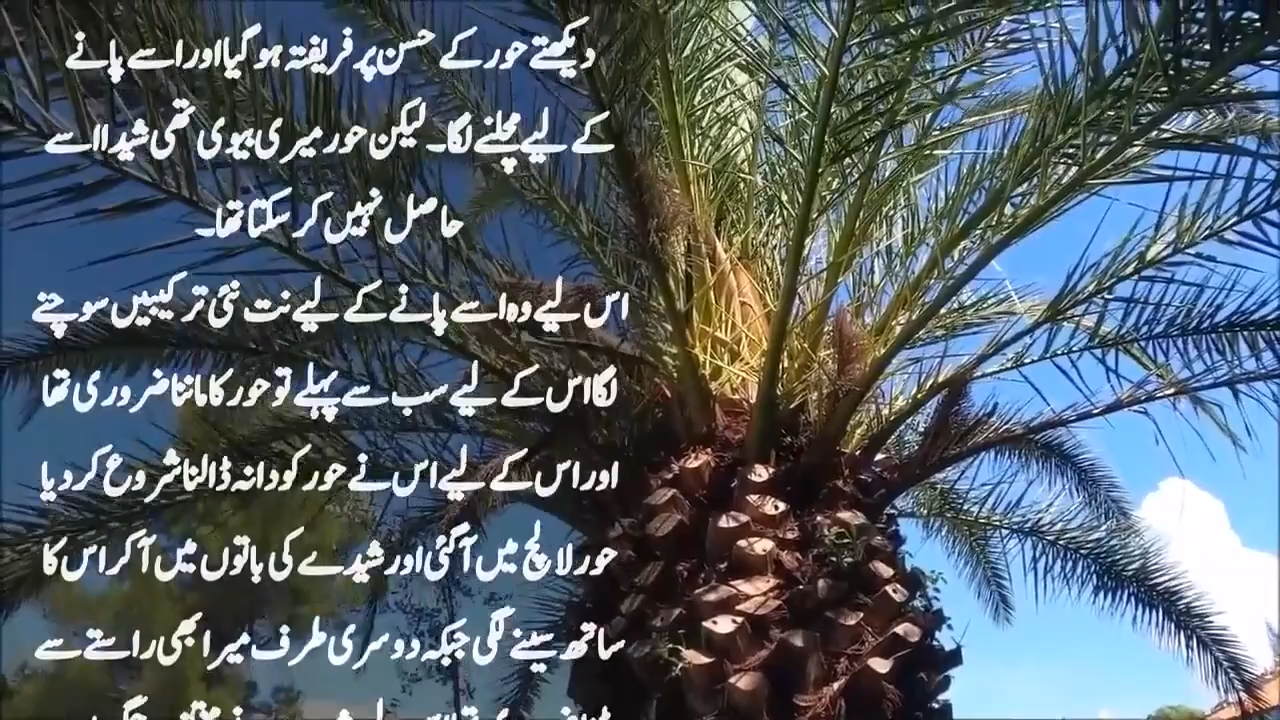 دیکھتے حور کے حسن پر فریفتہ ہو گیا اور اسے پانے
کے لیے مچلنے لگا۔ لیکن حور میری بیوی تھی شیدا اسے
حاصل نہیں کر سکتا تھا۔
اس لیے وہ اسے پانے کے لیے نت نئی ترکیبیں سوچنے
لگا اس کے لیے سب سے پہلے تو حور کا ماننا ضروری تھا
اور اس کے لیے اس نے حور کو دانہ ڈالنا شروع کر دیا
حور لالچ میں آ گئی اور شیدے کی باتوں میں آ کر اس کا
ساتھ سینے لگی جبکہ دوسری طرف میرا بھی راستے سے